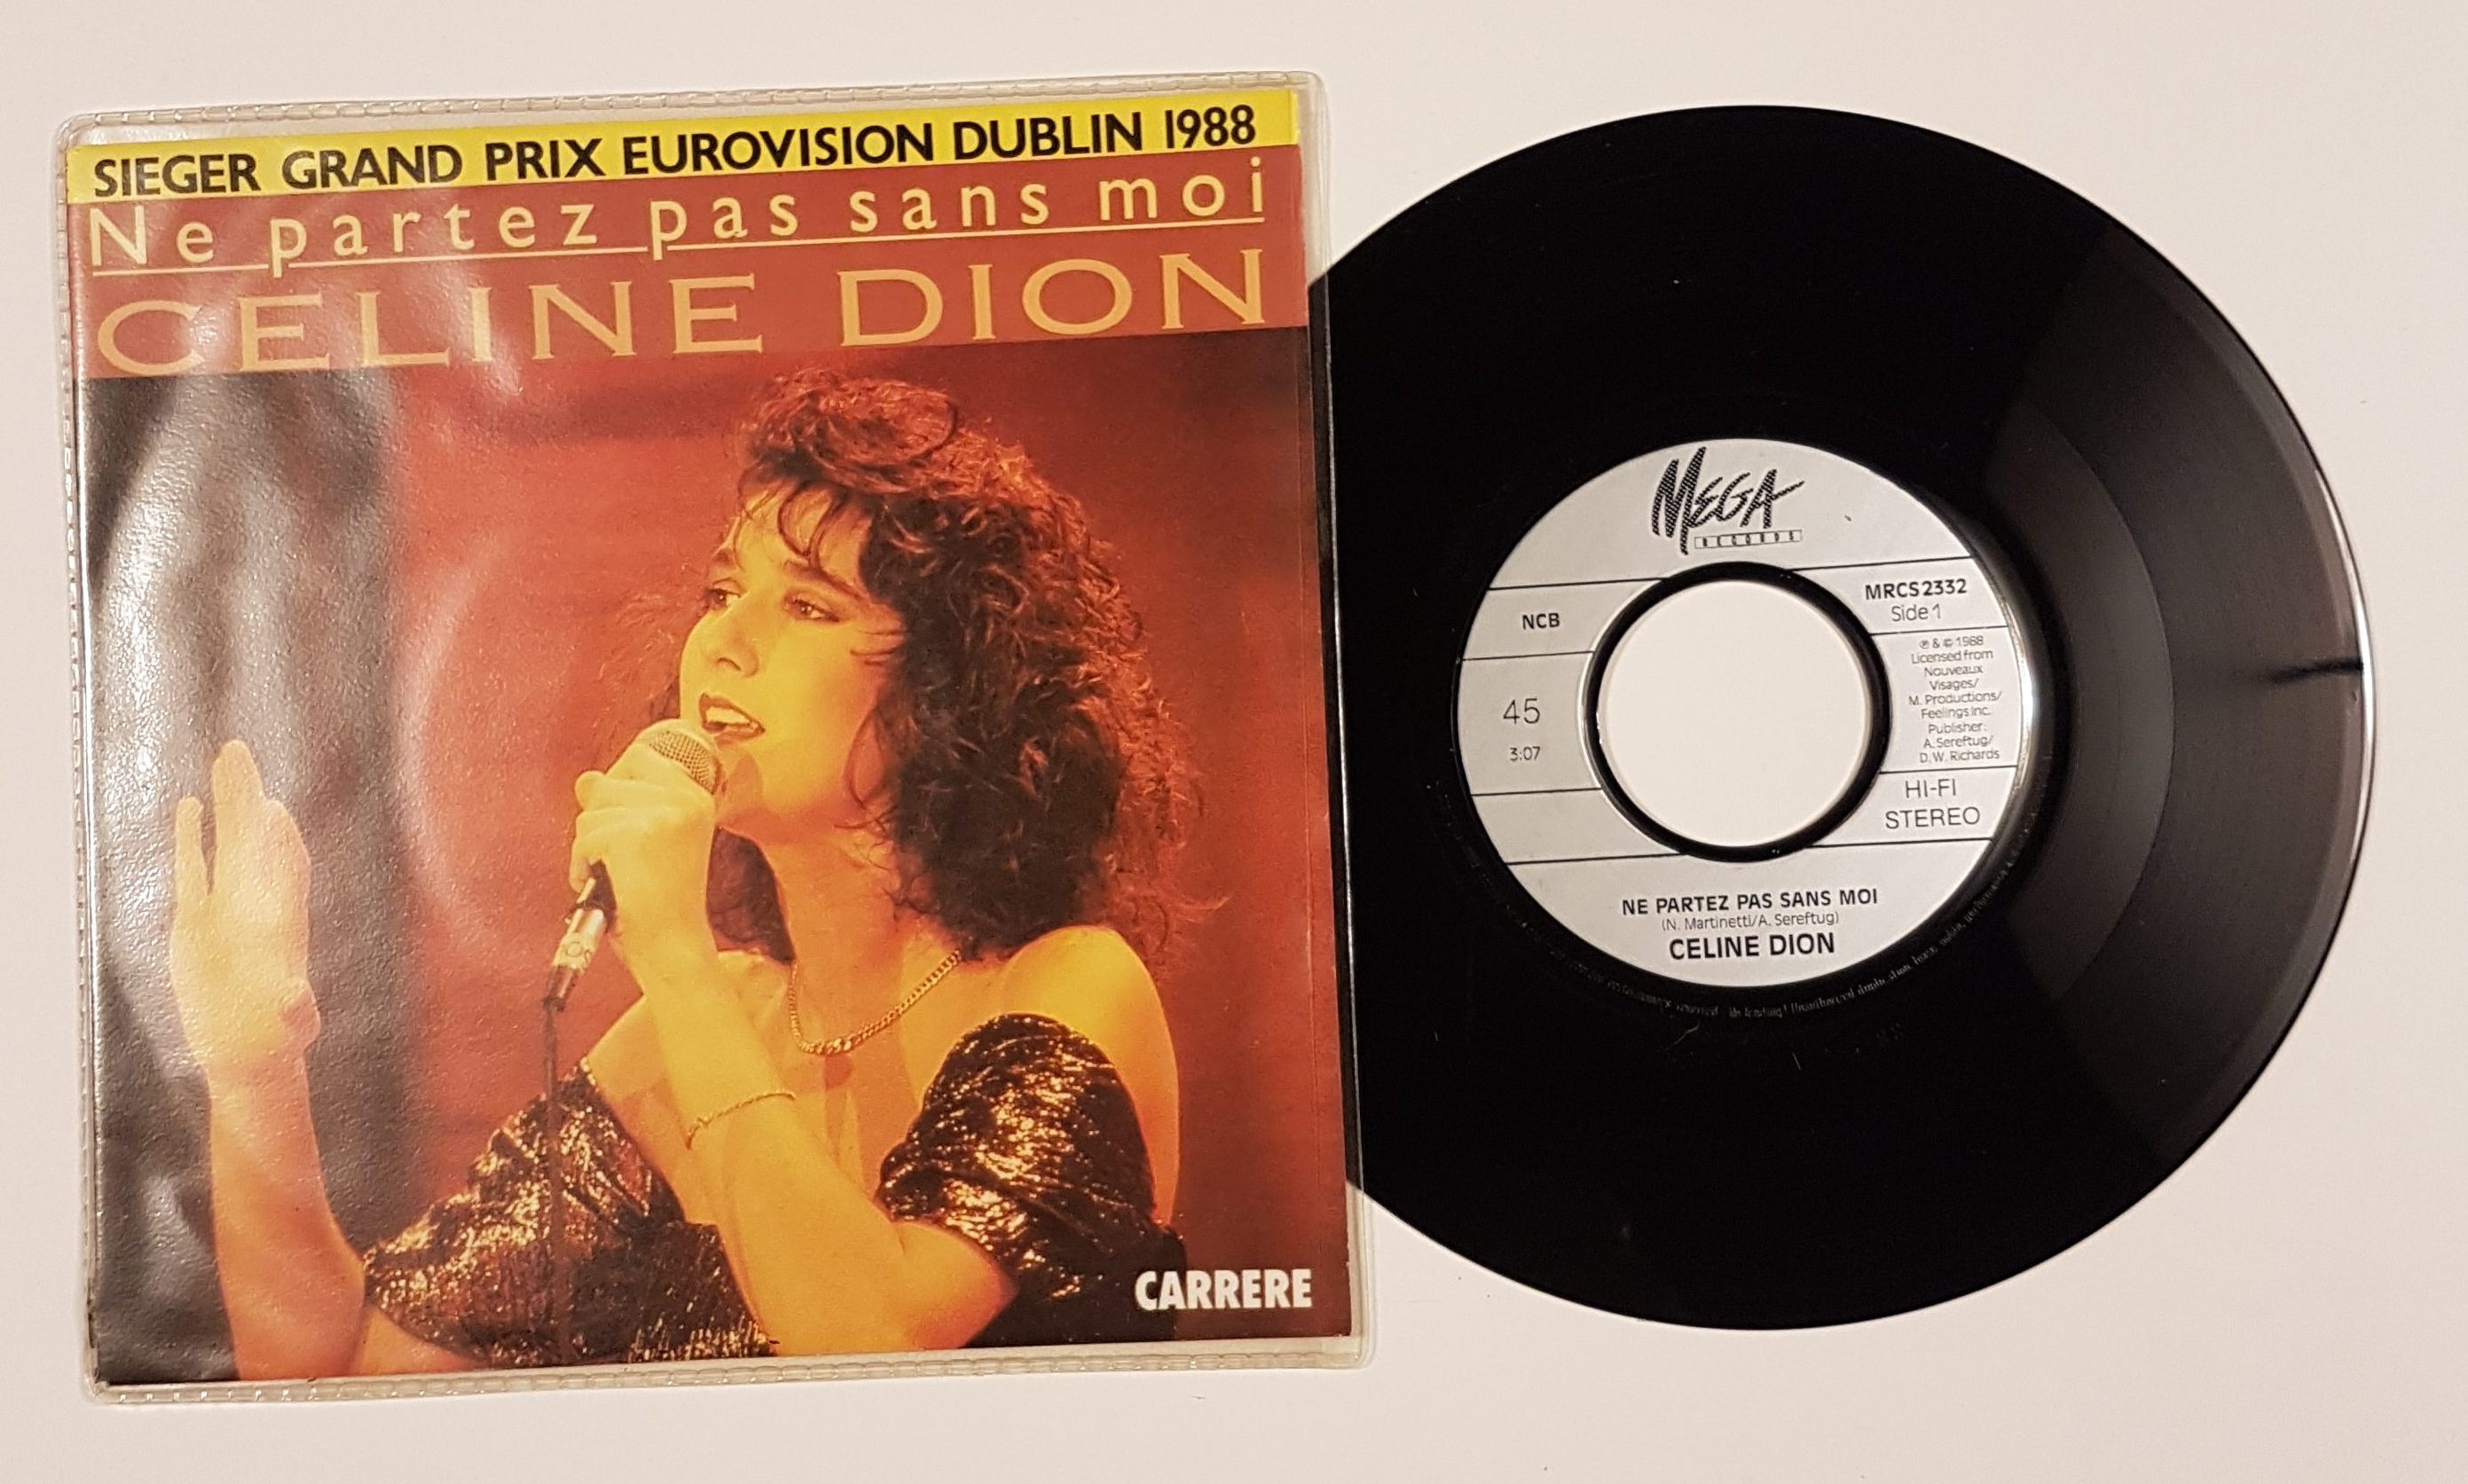 SIEGER GRAND PRIX EUROVISION DUBLIN 1988
Ne partez pas sans moi
CELINE DION
CARRERE
MEGA
RECORDS
NCB
45
3:07
MRCS2332
Side 1
℗ & © 1988
Licensed from
Nouveaux
Visages/
M. Productions/
Feelings Inc.
Publisher:
A. Sereftug/
D.W. Richards
HI-FI
STEREO
NE PARTEZ PAS SANS MOI
(N. Martinetti/A. Sereftug)
CELINE DION